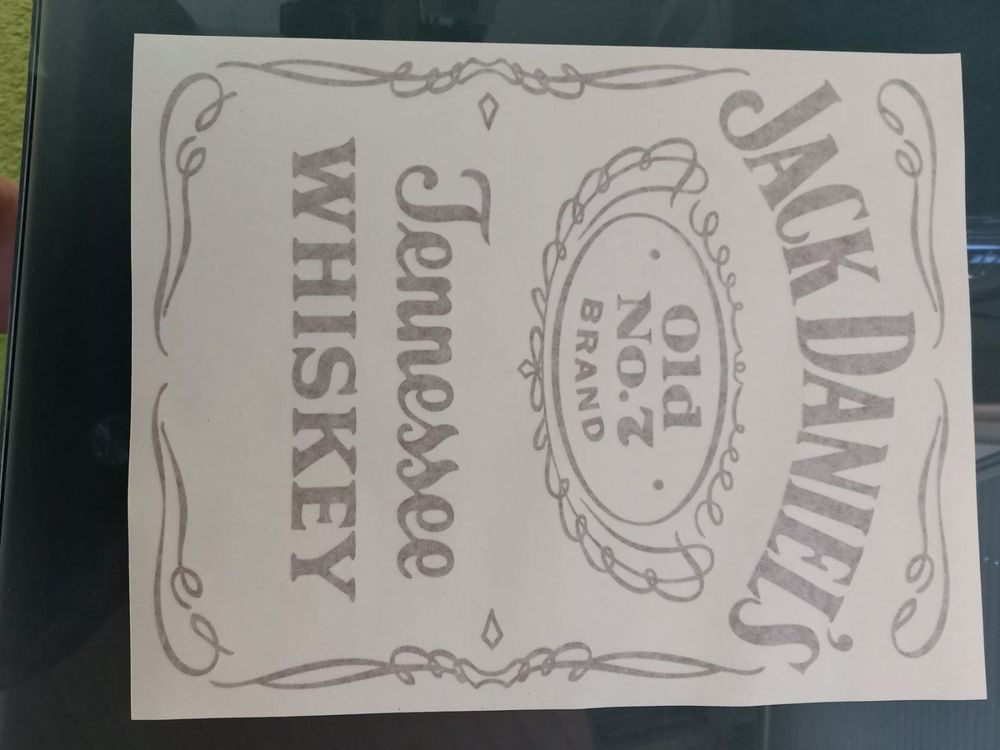 JACK DANIEL'S
Old
No.7
BRAND
Tennessee
WHISKEY